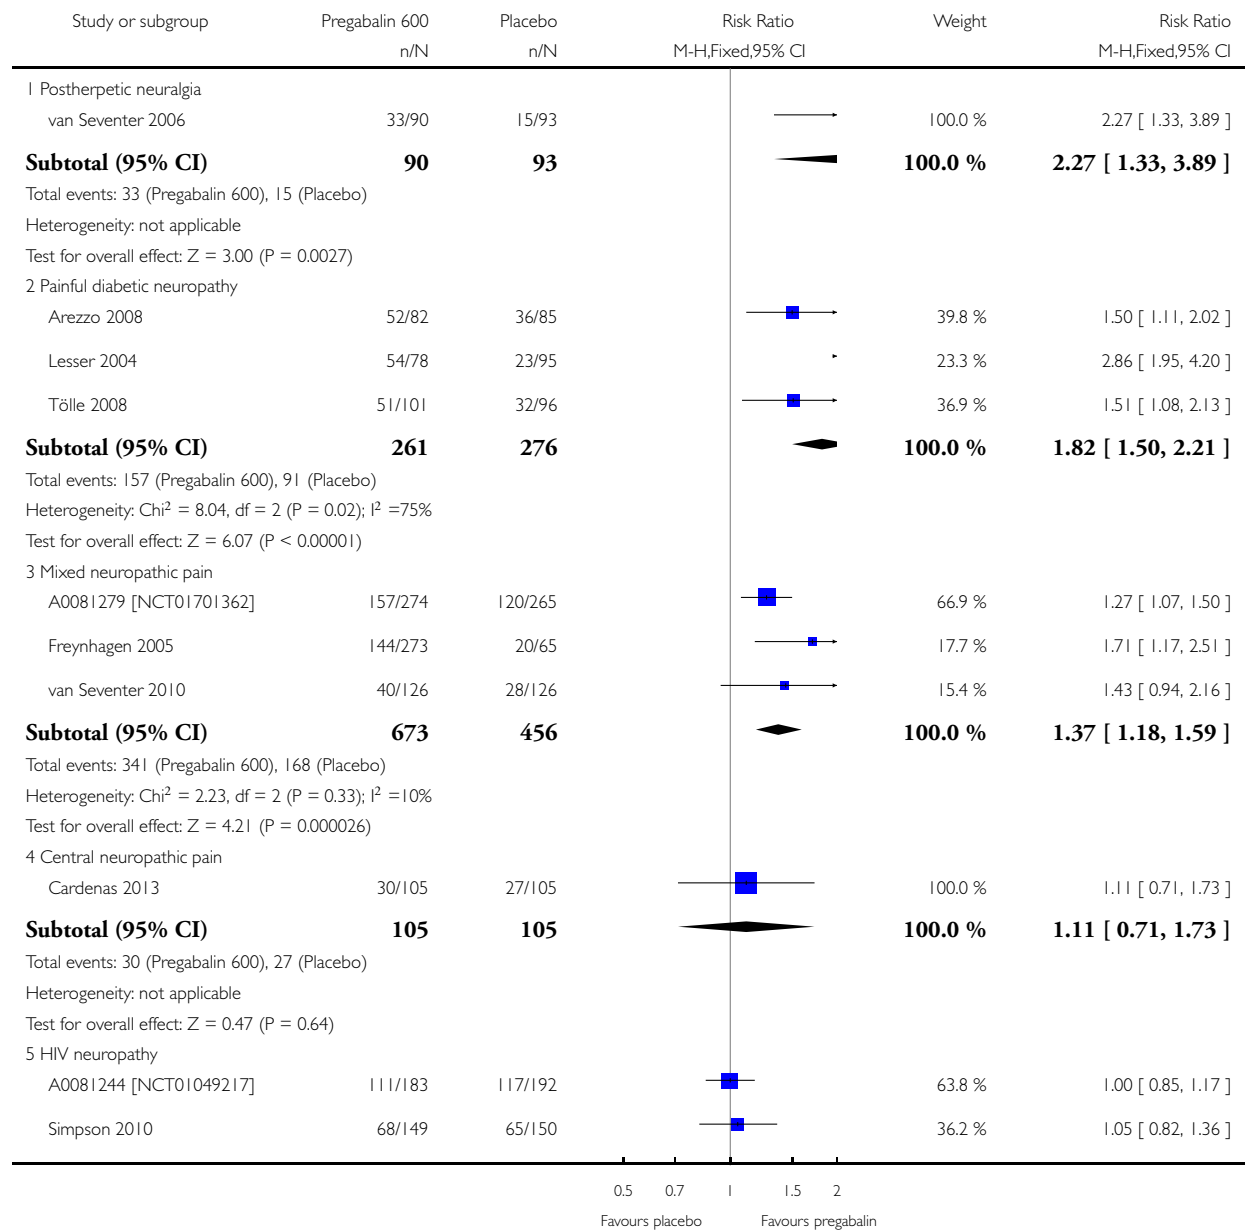 Study or subgroup Pregabalin 600 Placebo Risk Ratio Weight Risk Ratio
n/N n/N M-H,Fixed,95% CI M-H,Fixed,95% CI
1 Postherpetic neuralgia
van Seventer 2006 33/90 15/93 100.0 % 2.27 [ 1.33, 3.89 ]
Subtotal (95% CI) 90 93 100.0 % 2.27 [ 1.33, 3.89 ]
Total events: 33 (Pregabalin 600), 15 (Placebo)
Heterogeneity: not applicable
Test for overall effect: Z = 3.00 (P = 0.0027)
2 Painful diabetic neuropathy
Arezzo 2008 52/82 36/85 39.8 % 1.50 [ 1.11, 2.02 ]
Lesser 2004 54/78 23/95 23.3 % 2.86 [ 1.95, 4.20 ]
Tölle 2008 51/101 32/96 36.9 % 1.51 [ 1.08, 2.13 ]
Subtotal (95% CI) 261 276 100.0 % 1.82 [ 1.50, 2.21 ]
Total events: 157 (Pregabalin 600), 91 (Placebo)
Heterogeneity: Chi² = 8.04, df = 2 (P = 0.02); I² =75%
Test for overall effect: Z = 6.07 (P < 0.00001)
3 Mixed neuropathic pain
A0081279 [NCT01701362] 157/274 120/265 66.9 % 1.27 [ 1.07, 1.50 ]
Freynhagen 2005 144/273 20/65 17.7 % 1.71 [ 1.17, 2.51 ]
van Seventer 2010 40/126 28/126 15.4 % 1.43 [ 0.94, 2.16 ]
Subtotal (95% CI) 673 456 100.0 % 1.37 [ 1.18, 1.59 ]
Total events: 341 (Pregabalin 600), 168 (Placebo)
Heterogeneity: Chi² = 2.23, df = 2 (P = 0.33); I² =10%
Test for overall effect: Z = 4.21 (P = 0.000026)
4 Central neuropathic pain
Cardenas 2013 30/105 27/105 100.0 % 1.11 [ 0.71, 1.73 ]
Subtotal (95% CI) 105 105 100.0 % 1.11 [ 0.71, 1.73 ]
Total events: 30 (Pregabalin 600), 27 (Placebo)
Heterogeneity: not applicable
Test for overall effect: Z = 0.47 (P = 0.64)
5 HIV neuropathy
A0081244 [NCT01049217] 111/183 117/192 63.8 % 1.00 [ 0.85, 1.17 ]
Simpson 2010 68/149 65/150 36.2 % 1.05 [ 0.82, 1.36 ]
0.5 0.7 1 1.5 2
Favours placebo Favours pregabalin